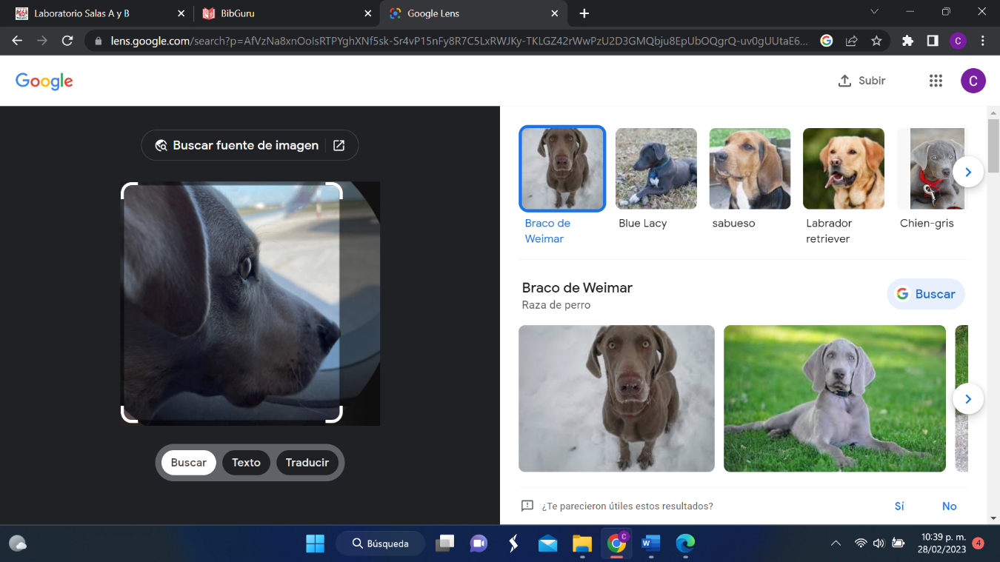 Laboratorio Salas A y B
BibGuru
Google Lens
lens.google.com/search?p=AfVzNa8xnOoIsRTPYghXNf5sk-Sr4vP15nFy8R7C5LxRWJKy-TKLGZ42rWwPzU2D3GMQbju8EpUbOQgrQ-uv0gUUtaE6...
C
Google
Subir
C
Buscar fuente de imagen
Braco de
Weimar
Blue Lacy
sabueso
Labrador
retriever
Chien-gris
Braco de Weimar
Raza de perro
Buscar
Buscar
Texto
Traducir
¿Te parecieron útiles estos resultados?
Sí
No
Búsqueda
C
W
10:39 p. m.
28/02/2023
4